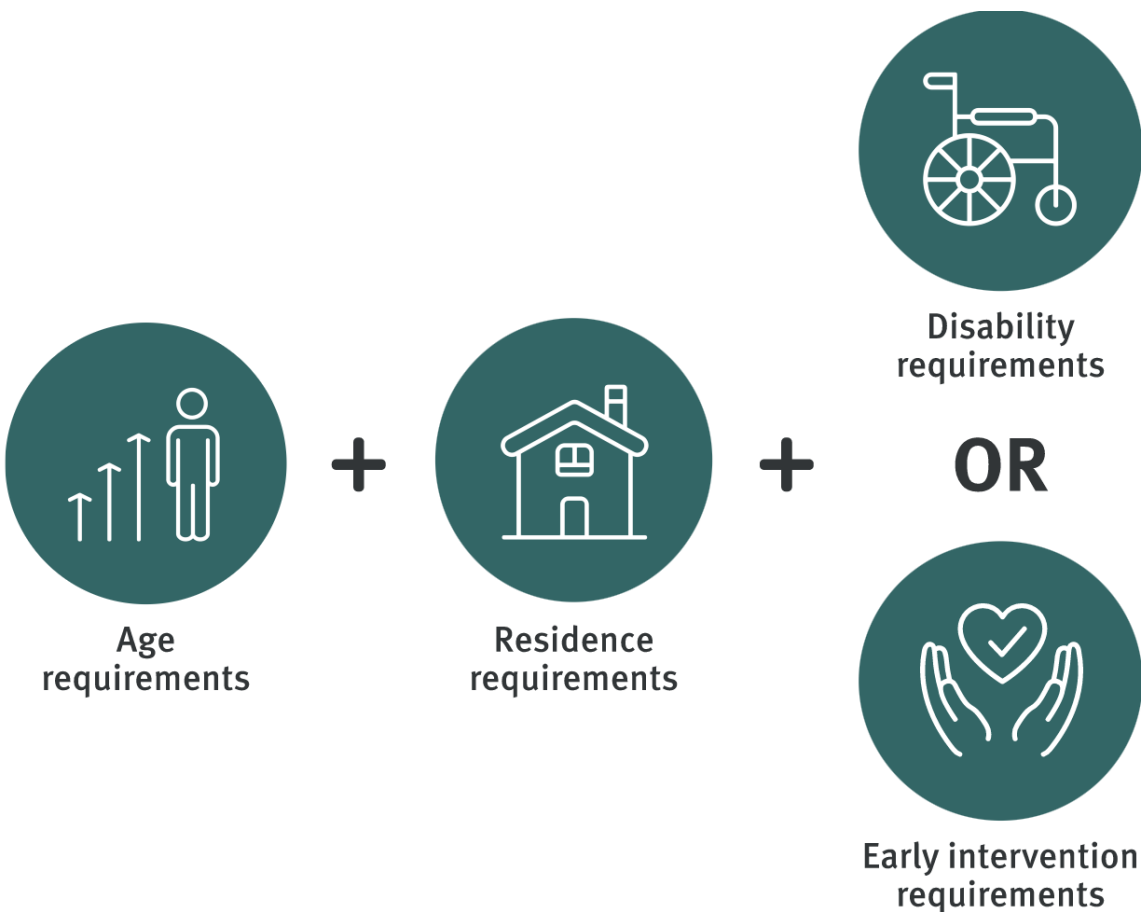 Age
requirements
+
Residence
requirements
+
Disability
requirements
OR
Early intervention
requirements